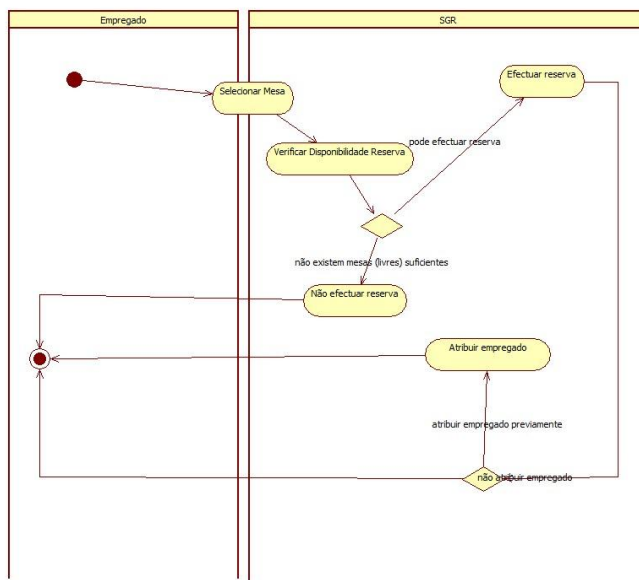 Empregado
SGR
Efectuar reserva
Selecionar Mesa
pode efectuar reserva
Verificar Disponibilidade Reserva
não existem mesas (livres) suficientes
Não efectuar reserva
Atribuir empregado
atribuir empregado previamente
não atribuir empregado